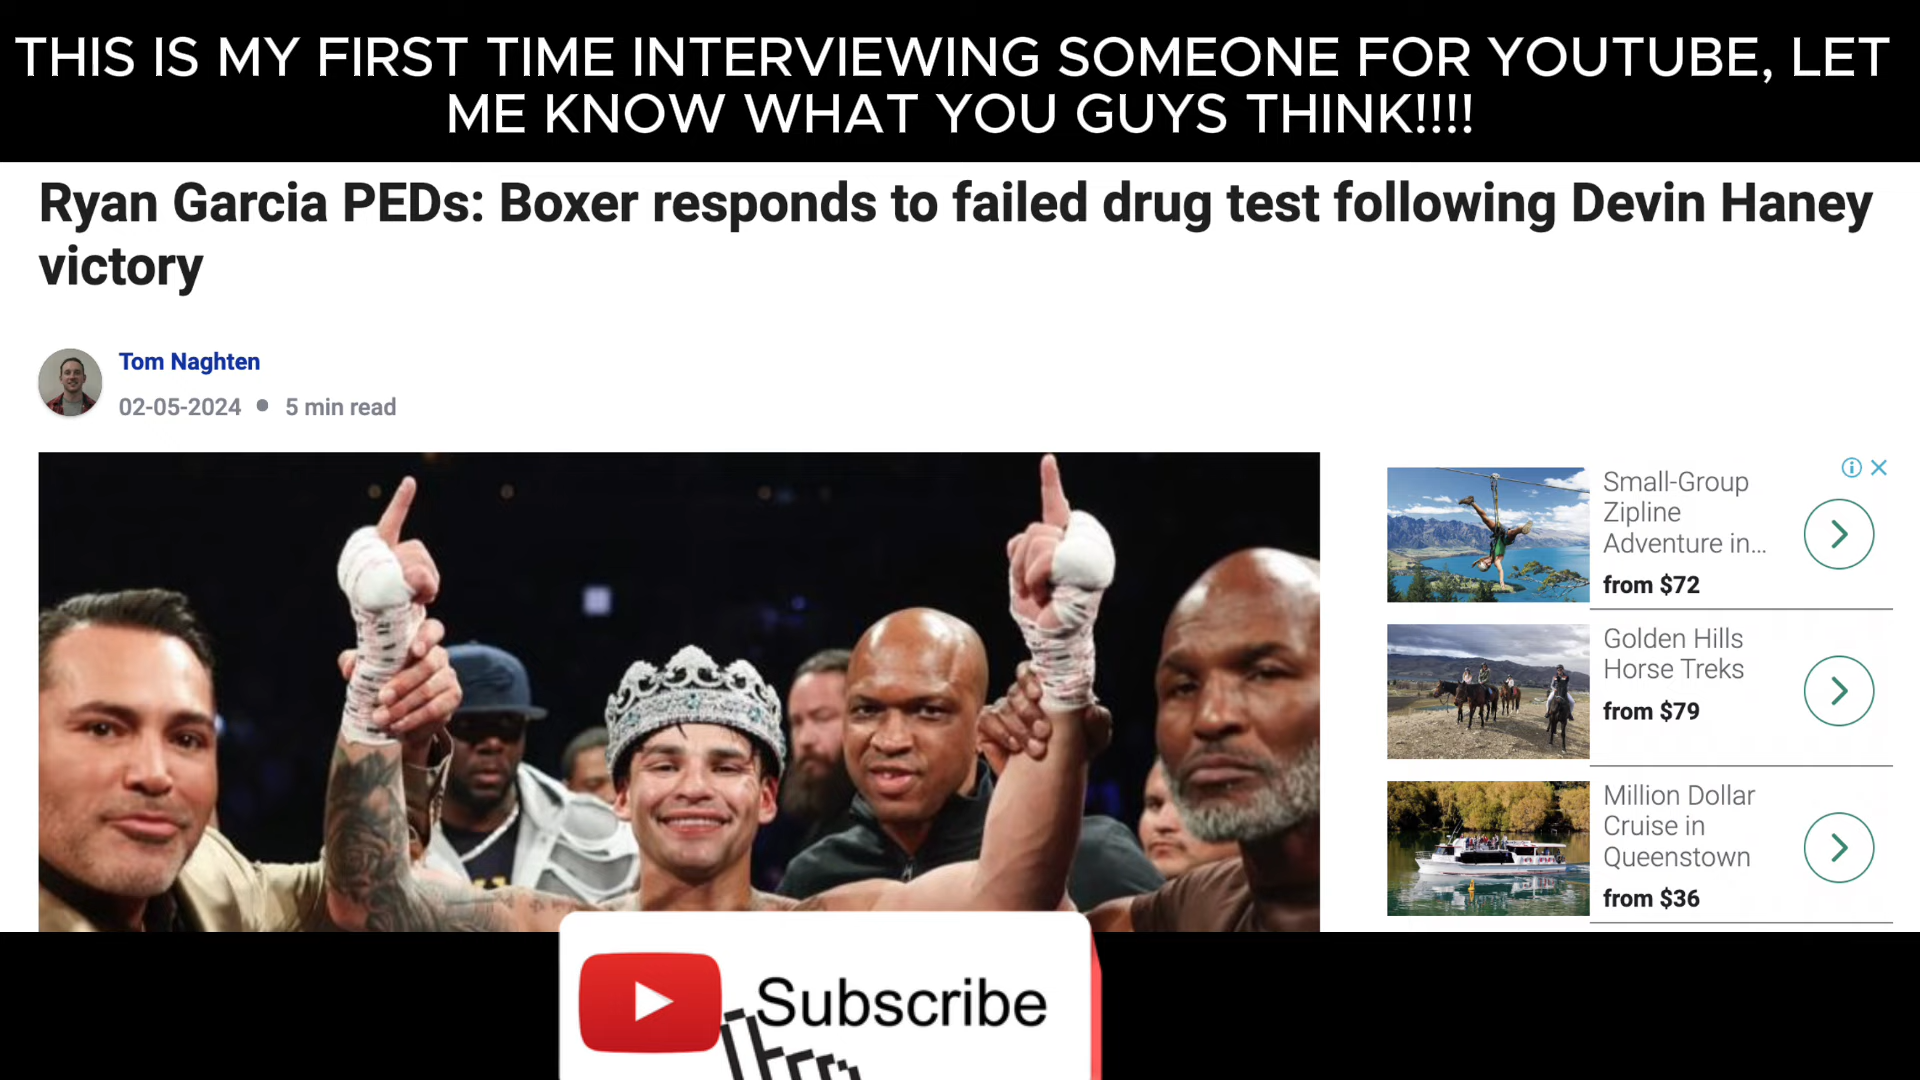 THIS IS MY FIRST TIME INTERVIEWING SOMEONE FOR YOUTUBE, LET
ME KNOW WHAT YOU GUYS THINK!!!!
Ryan Garcia PEDs: Boxer responds to failed drug test following Devin Haney
victory
Tom Naghten
02-05-2024 • 5 min read
Small-Group
Zipline
Adventure in...
from $72
Golden Hills
Horse Treks
from $79
Million Dollar
Cruise in
Queenstown
from $36
Subscribe